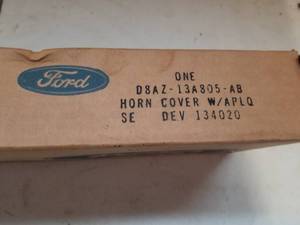 Ford
ONE
D8AZ-13A805-AB
HORN COVER W/APLQ
SE DEV 134020